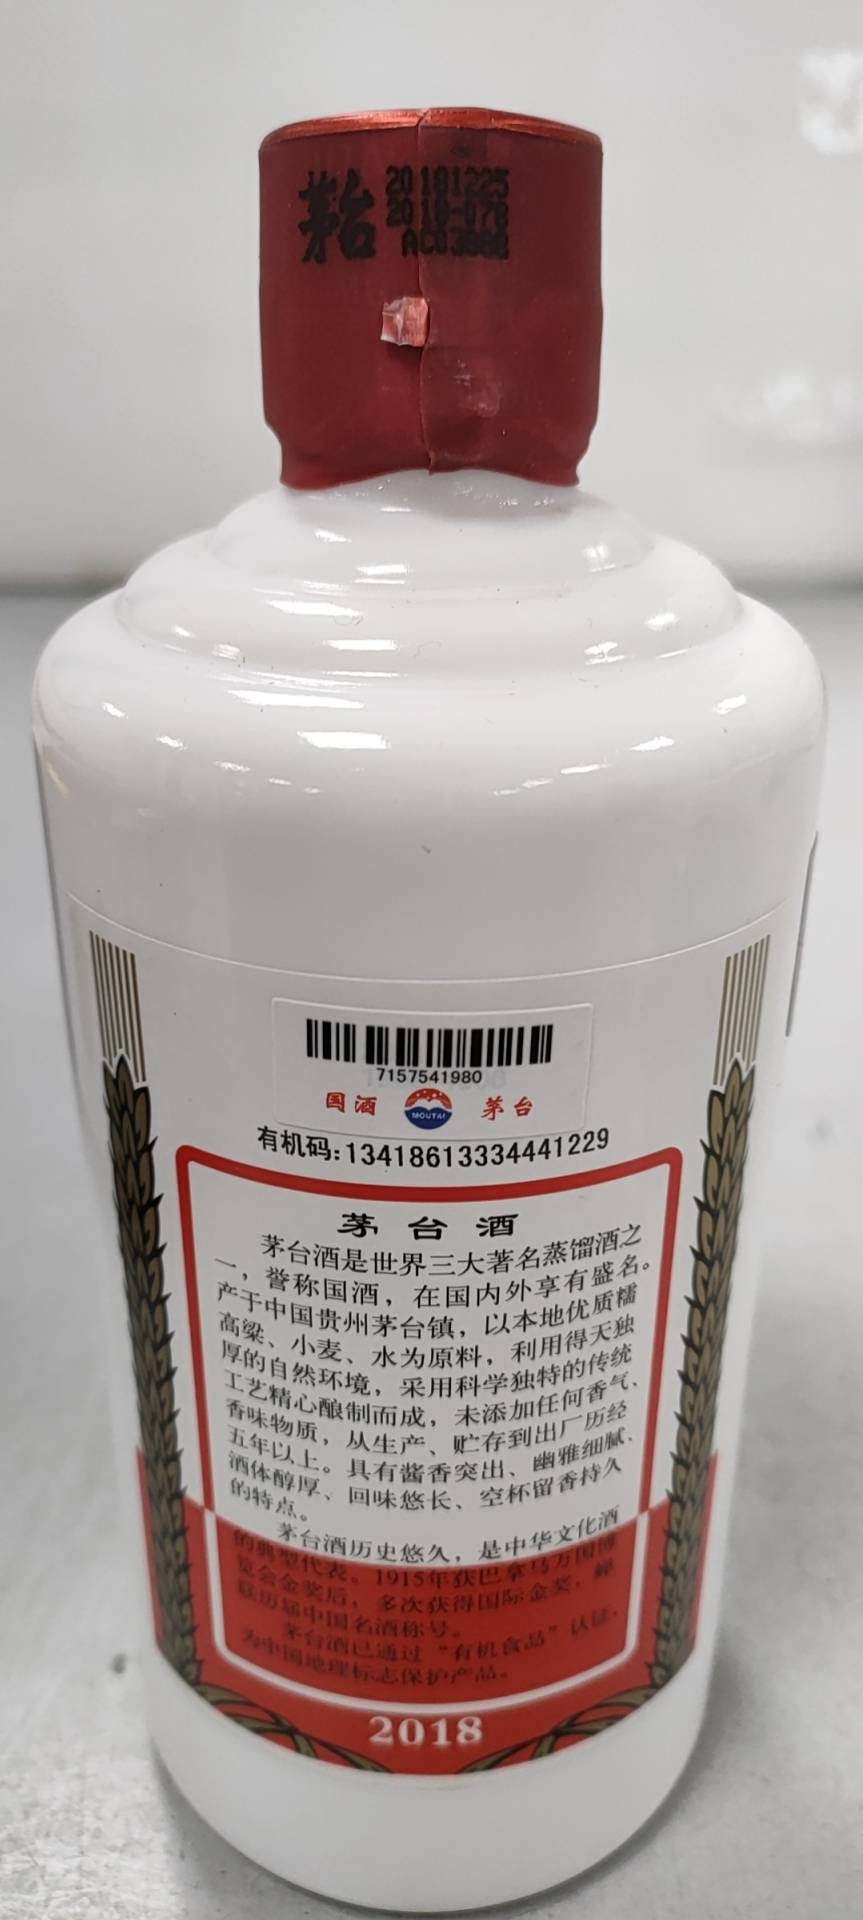 茅台
20181225
2018-078
7157541980
国酒 MOUTAI 茅台
有机码:13418613334441229
茅台酒
茅台酒是世界三大著名蒸馏酒之
一，誉称国酒，在国内外享有盛名。
产于中国贵州茅台镇，以本地优质糯
高粱、小麦、水为原料，利用得天独
厚的自然环境，采用科学独特的传统
工艺精心酿制而成，未添加任何香气、
香味物质，从生产、贮存到出厂历经
五年以上。具有酱香突出、幽雅细腻、
酒体醇厚、回味悠长、空杯留香持久
的特点。
茅台酒历史悠久，是中华文化酒
的典型代表。1915年获巴拿马万国博
览会金奖后，多次获得国际金奖，蝉
联历届中国名酒称号。
茅台酒已通过“有机食品”认证，
为中国地理标志保护产品。
2018